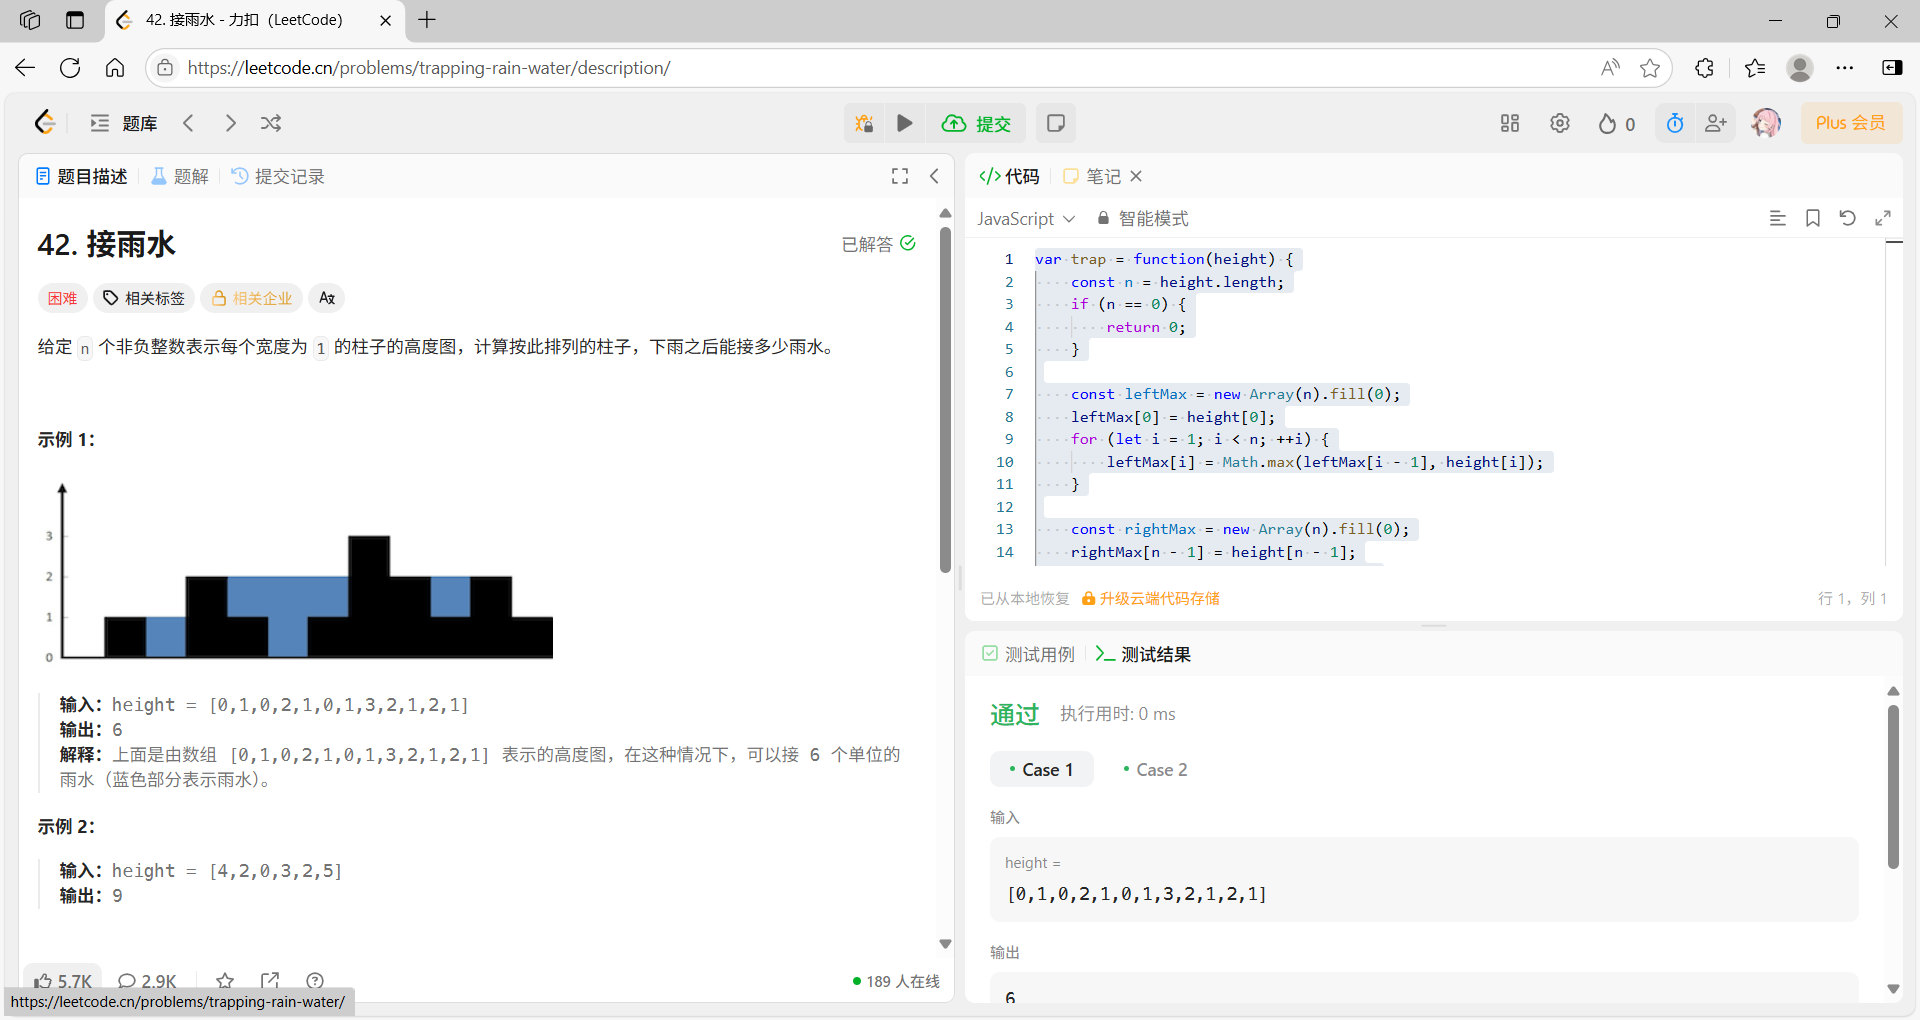 42. 接雨水 - 力扣（LeetCode）
https://leetcode.cn/problems/trapping-rain-water/description/
题库
提交
0
Plus 会员
题目描述
题解
提交记录
42. 接雨水
已解答
困难
相关标签
相关企业
给定 n 个非负整数表示每个宽度为 1 的柱子的高度图，计算按此排列的柱子，下雨之后能接多少雨水。
示例 1：
3
2
1
0
输入：height = [0,1,0,2,1,0,1,3,2,1,2,1]
输出：6
解释：上面是由数组 [0,1,0,2,1,0,1,3,2,1,2,1] 表示的高度图，在这种情况下，可以接 6 个单位的
雨水（蓝色部分表示雨水）。
示例 2：
输入：height = [4,2,0,3,2,5]
输出：9
5.7K
2.9K
189 人在线
https://leetcode.cn/problems/trapping-rain-water/
代码
笔记
JavaScript
智能模式
1 var trap = function(height) {
2 const n = height.length;
3 if (n == 0) {
4 return 0;
5 }
6
7 const leftMax = new Array(n).fill(0);
8 leftMax[0] = height[0];
9 for (let i = 1; i < n; ++i) {
10 leftMax[i] = Math.max(leftMax[i - 1], height[i]);
11 }
12
13 const rightMax = new Array(n).fill(0);
14 rightMax[n - 1] = height[n - 1];
已从本地恢复
升级云端代码存储
行 1，列 1
测试用例
测试结果
通过
执行用时: 0 ms
Case 1
Case 2
输入
height =
[0,1,0,2,1,0,1,3,2,1,2,1]
输出
6